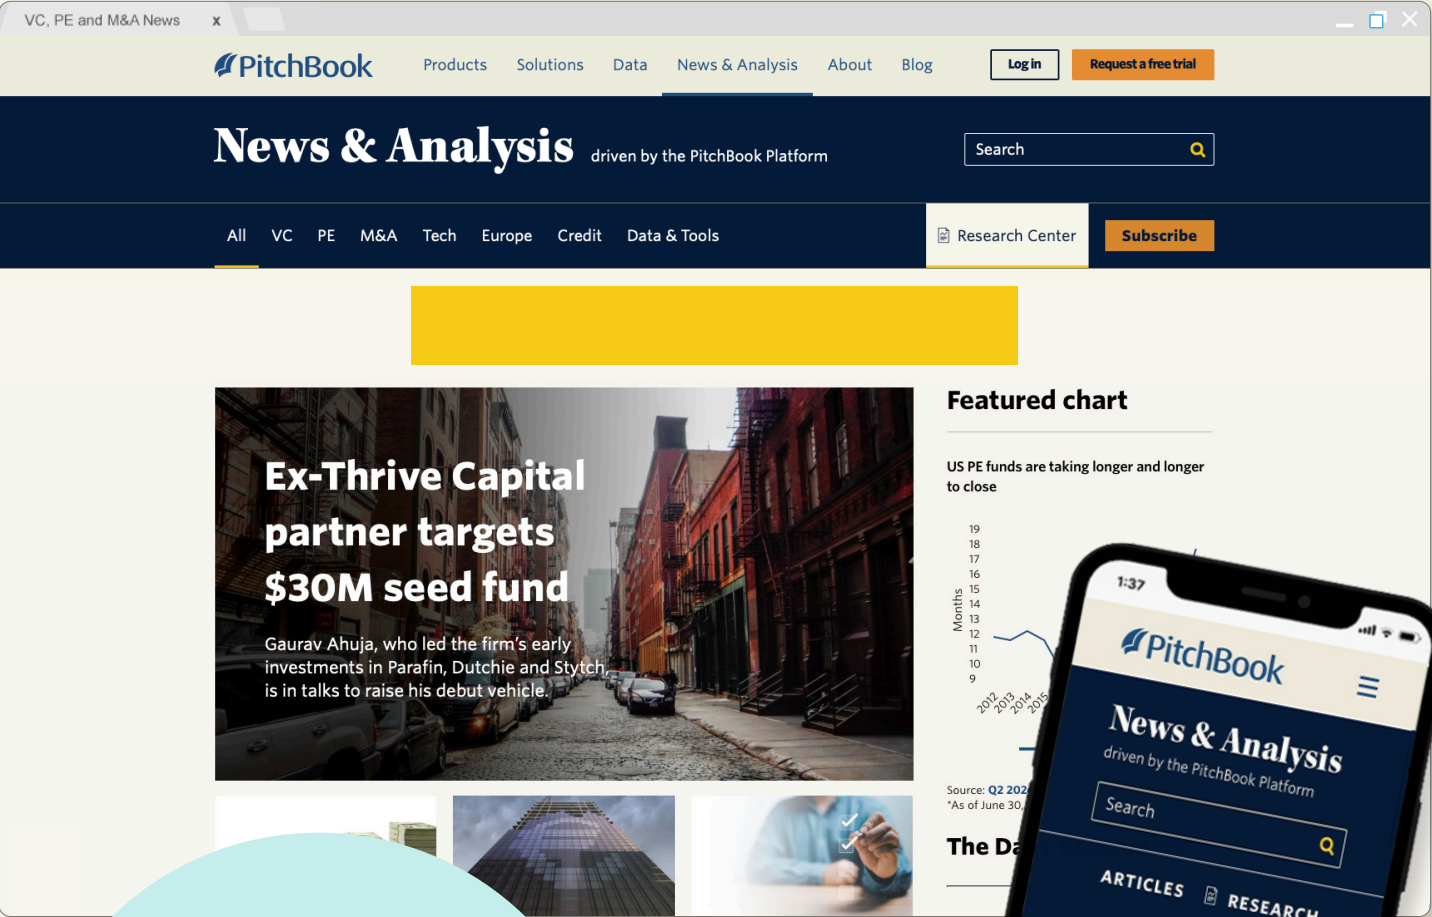 VC, PE and M&A News x
PitchBook
Products Solutions Data News & Analysis About Blog
Log in
Request a free trial
News & Analysis driven by the PitchBook Platform
Search
All VC PE M&A Tech Europe Credit Data & Tools
Research Center
Subscribe
Ex-Thrive Capital
partner targets
$30M seed fund
Gaurav Ahuja, who led the firm's early
investments in Parafin, Dutchie and Stytch,
is in talks to raise his debut vehicle.
Featured chart
US PE funds are taking longer and longer
to close
Months
19
18
17
16
15
14
13
12
11
10
9
2012
2013
2014
2015
Source: Q2 202
*As of June 30,
The Da
1:37
PitchBook
News & Analysis
driven by the PitchBook Platform
Search
ARTICLES
RESEARCH